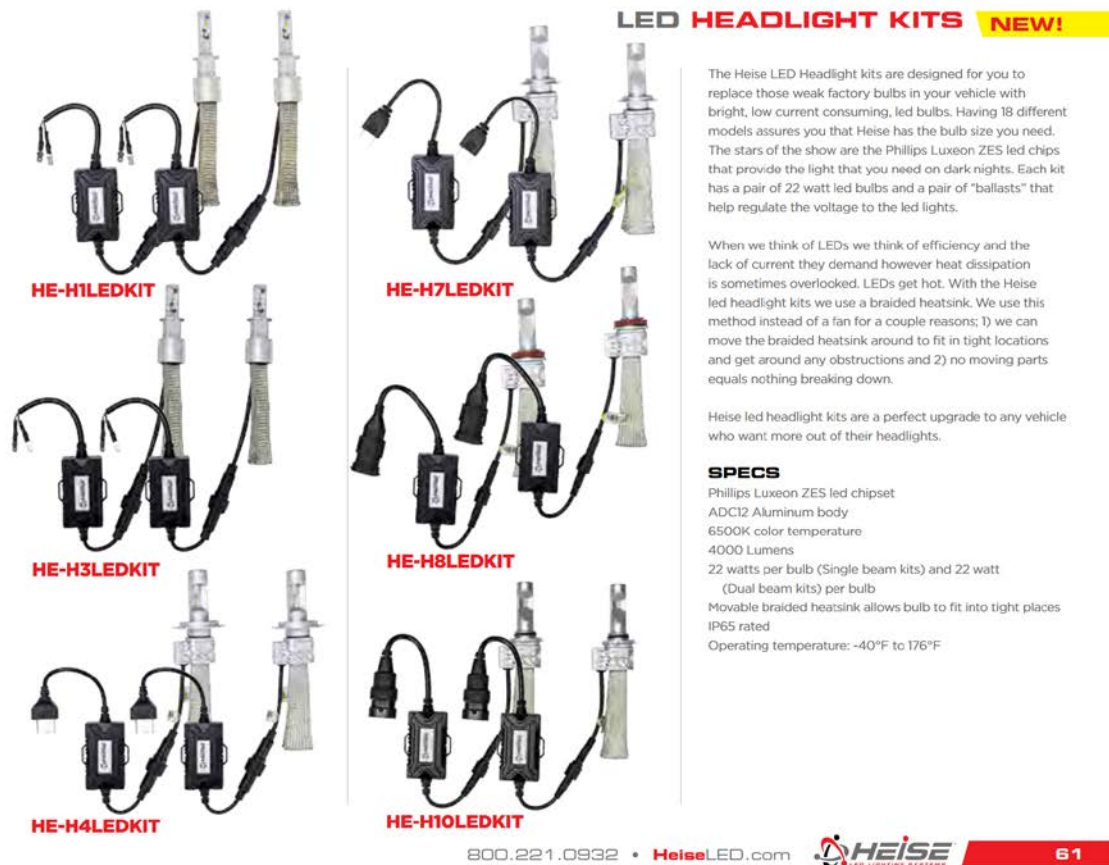 LED HEADLIGHT KITS NEW!
The Heise LED Headlight kits are designed for you to
replace those weak factory bulbs in your vehicle with
bright, low current consuming, led bulbs. Having 18 different
models assures you that Heise has the bulb size you need.
The stars of the show are the Phillips Luxeon ZES led chips
that provide the light that you need on dark nights. Each kit
has a pair of 22 watt led bulbs and a pair of "ballasts" that
help regulate the voltage to the led lights.
When we think of LEDs we think of efficiency and the
lack of current they demand however heat dissipation
is sometimes overlooked. LEDs get hot. With the Heise
led headlight kits we use a braided heatsink. We use this
method instead of a fan for a couple reasons; 1) we can
move the braided heatsink around to fit in tight locations
and get around any obstructions and 2) no moving parts
equals nothing breaking down.
Heise led headlight kits are a perfect upgrade to any vehicle
who want more out of their headlights.
SPECS
Phillips Luxeon ZES led chipset
ADC12 Aluminum body
6500K color temperature
4000 Lumens
22 watts per bulb (Single beam kits) and 22 watt
(Dual beam kits) per bulb
Movable braided heatsink allows bulb to fit into tight places
IP65 rated
Operating temperature: -40°F to 176°F
HE-H1LEDKIT
HE-H7LEDKIT
HE-H3LEDKIT
HE-H8LEDKIT
HE-H4LEDKIT
HE-H10LEDKIT
800.221.0932 • HeiseLED.com HEISE 61
LED LIGHTING SYSTEMS